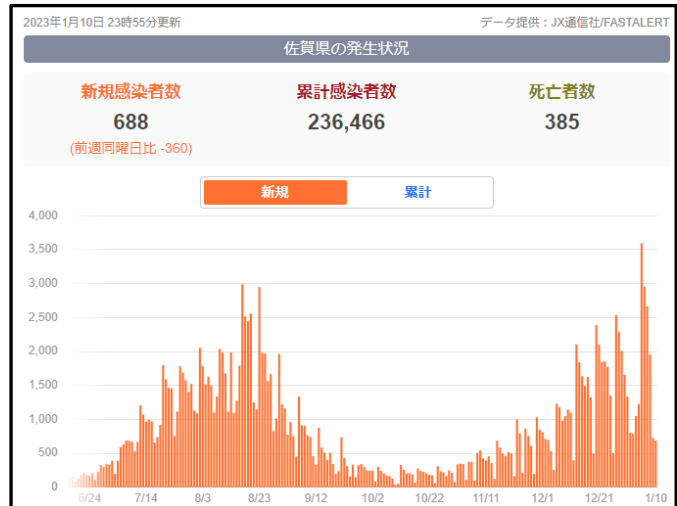 2023年1月10日 23時55分更新 データ提供：JX通信社/FASTALERT
佐賀県の発生状況
新規感染者数 累計感染者数 死亡者数
688 236,466 385
(前週同曜日比 -360)
新規 累計
4,000
3,500
3,000
2,500
2,000
1,500
1,000
500
0
6/24 7/14 8/3 8/23 9/12 10/2 10/22 11/11 12/1 12/21 1/10